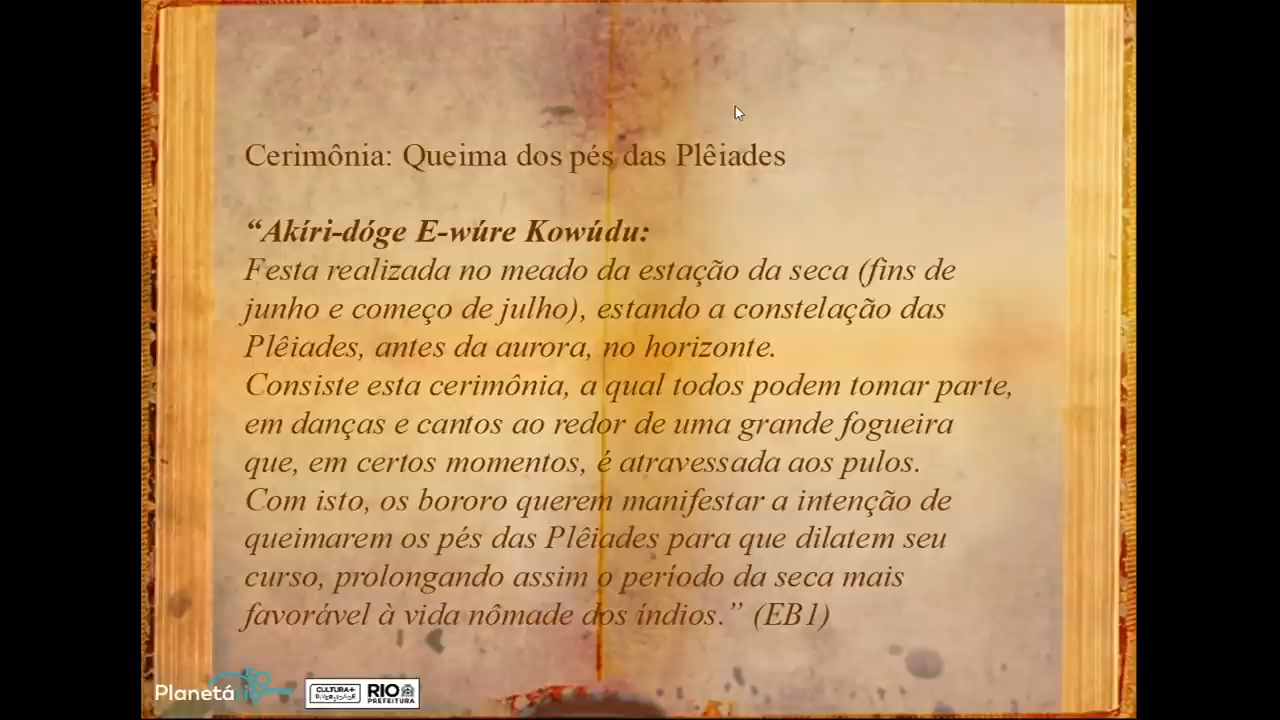 Cerimônia: Queima dos pés das Plêiades
“Akíri-dóge E-wúre Kowúdu:
Festa realizada no meado da estação da seca (fins de
junho e começo de julho), estando a constelação das
Plêiades, antes da aurora, no horizonte.
Consiste esta cerimônia, a qual todos podem tomar parte,
em danças e cantos ao redor de uma grande fogueira
que, em certos momentos, é atravessada aos pulos.
Com isto, os bororo querem manifestar a intenção de
queimarem os pés das Plêiades para que dilatem seu
curso, prolongando assim o período da seca mais
favorável à vida nômade dos índios.” (EB1)
Planetário
CULTURA+
DIVERSIDADE
RIO
PREFEITURA